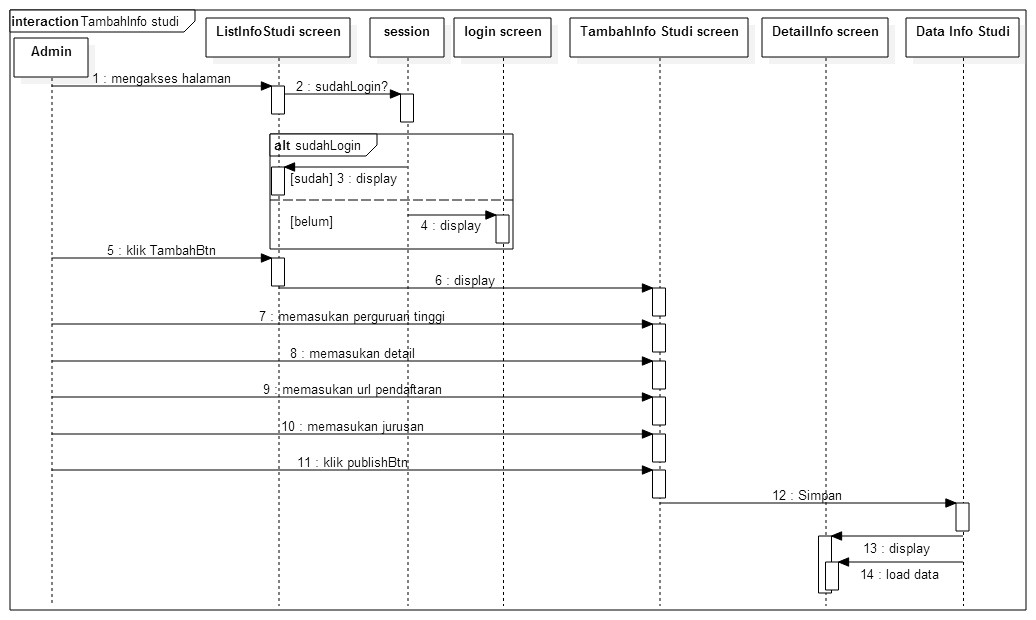 interaction TambahInfo studi
Admin
ListInfoStudi screen
session
login screen
TambahInfo Studi screen
DetailInfo screen
Data Info Studi
1 : mengakses halaman
2 : sudahLogin?
alt sudahLogin
[sudah] 3 : display
[belum]
4 : display
5 : klik TambahBtn
6 : display
7 : memasukan perguruan tinggi
8 : memasukan detail
9 : memasukan url pendaftaran
10 : memasukan jurusan
11 : klik publishBtn
12 : Simpan
13 : display
14 : load data